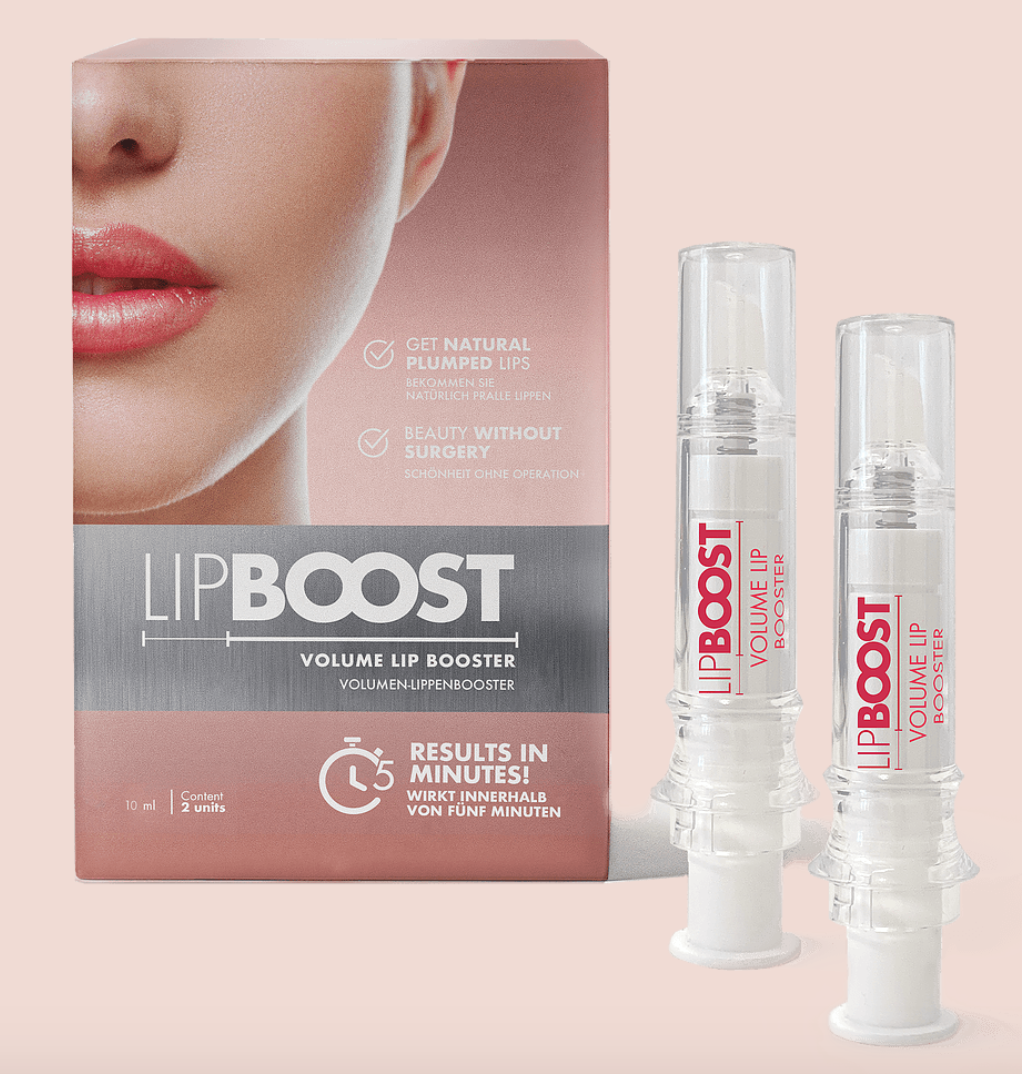 GET NATURAL
PLUMPED LIPS
BEKOMMEN SIE
NATÜRLICH PRALLE LIPPEN
BEAUTY WITHOUT
SURGERY
SCHÖNHEIT OHNE OPERATION
LIPBOOST
VOLUME LIP BOOSTER
VOLUMEN-LIPPENBOOSTER
5
RESULTS IN
MINUTES!
WIRKT INNERHALB
VON FÜNF MINUTEN
10 ml
Content
2 units
LIPBOOST
VOLUME LIP
BOOSTER
LIPBOOST
VOLUME LIP
BOOSTER